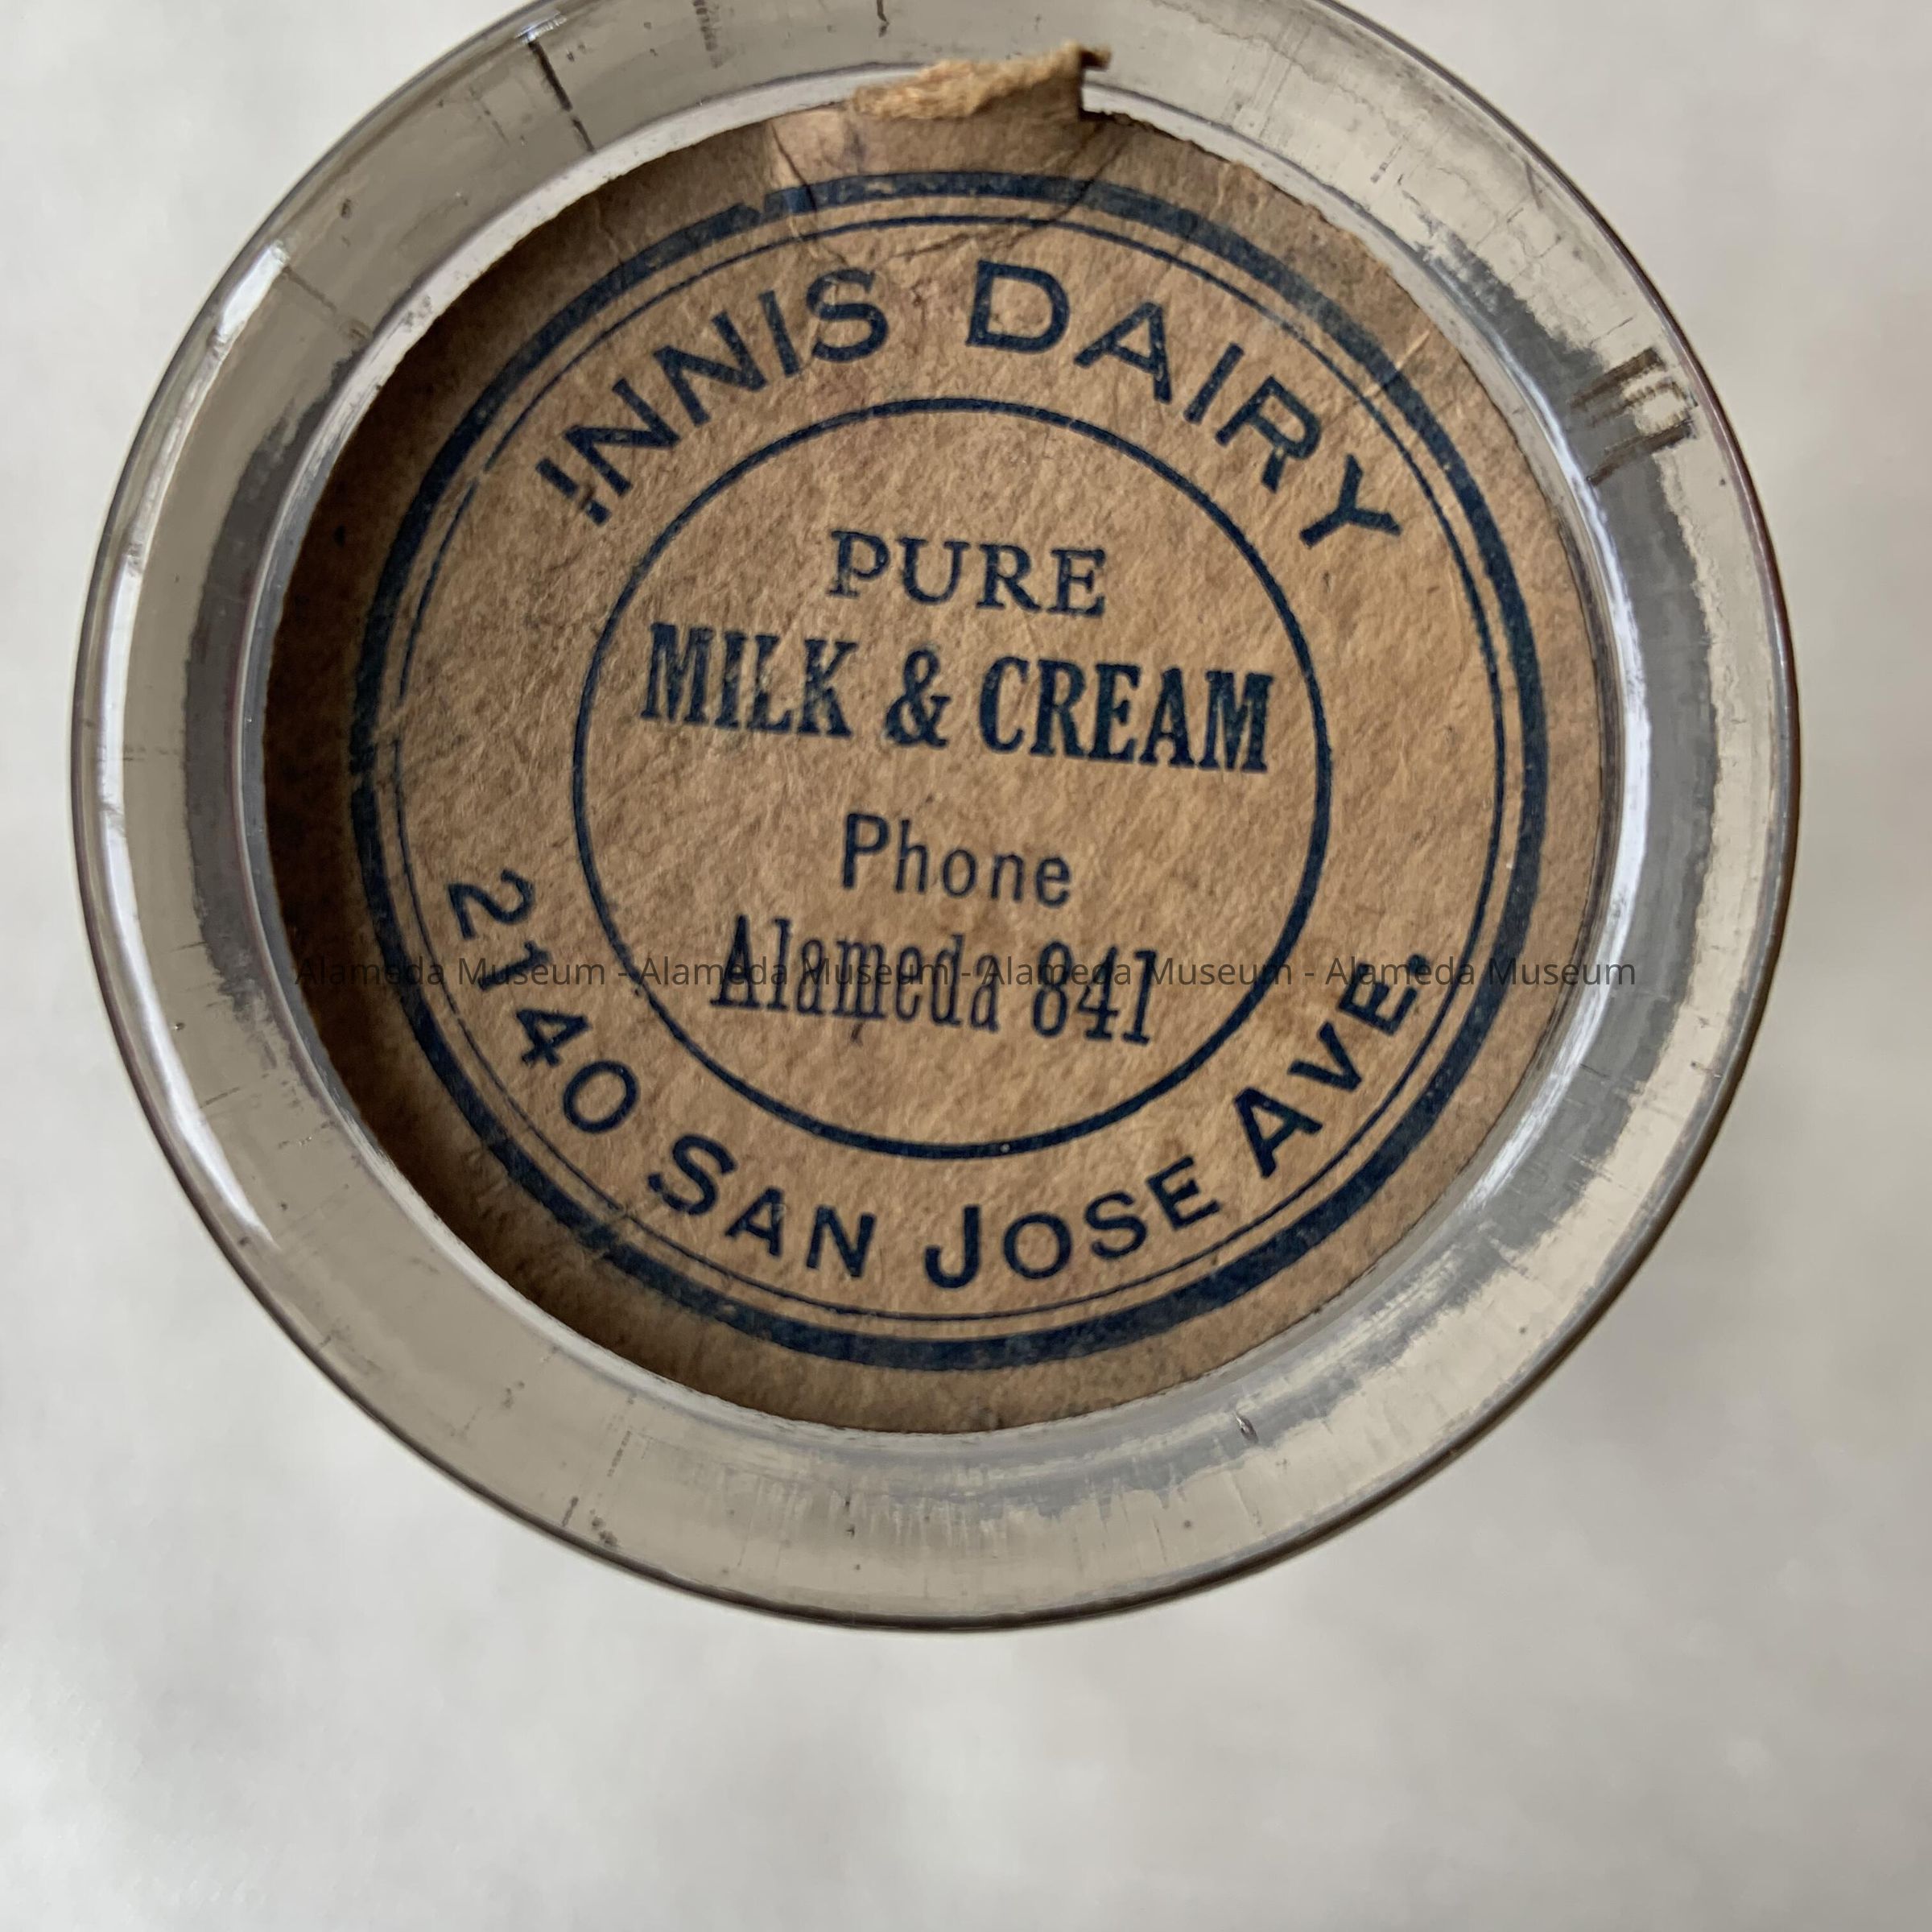 INNIS DAIRY
PURE
MILK & CREAM
Phone
Alameda 841
2140 SAN JOSE AVE.
Alameda Museum - Alameda Museum - Alameda Museum - Alameda Museum